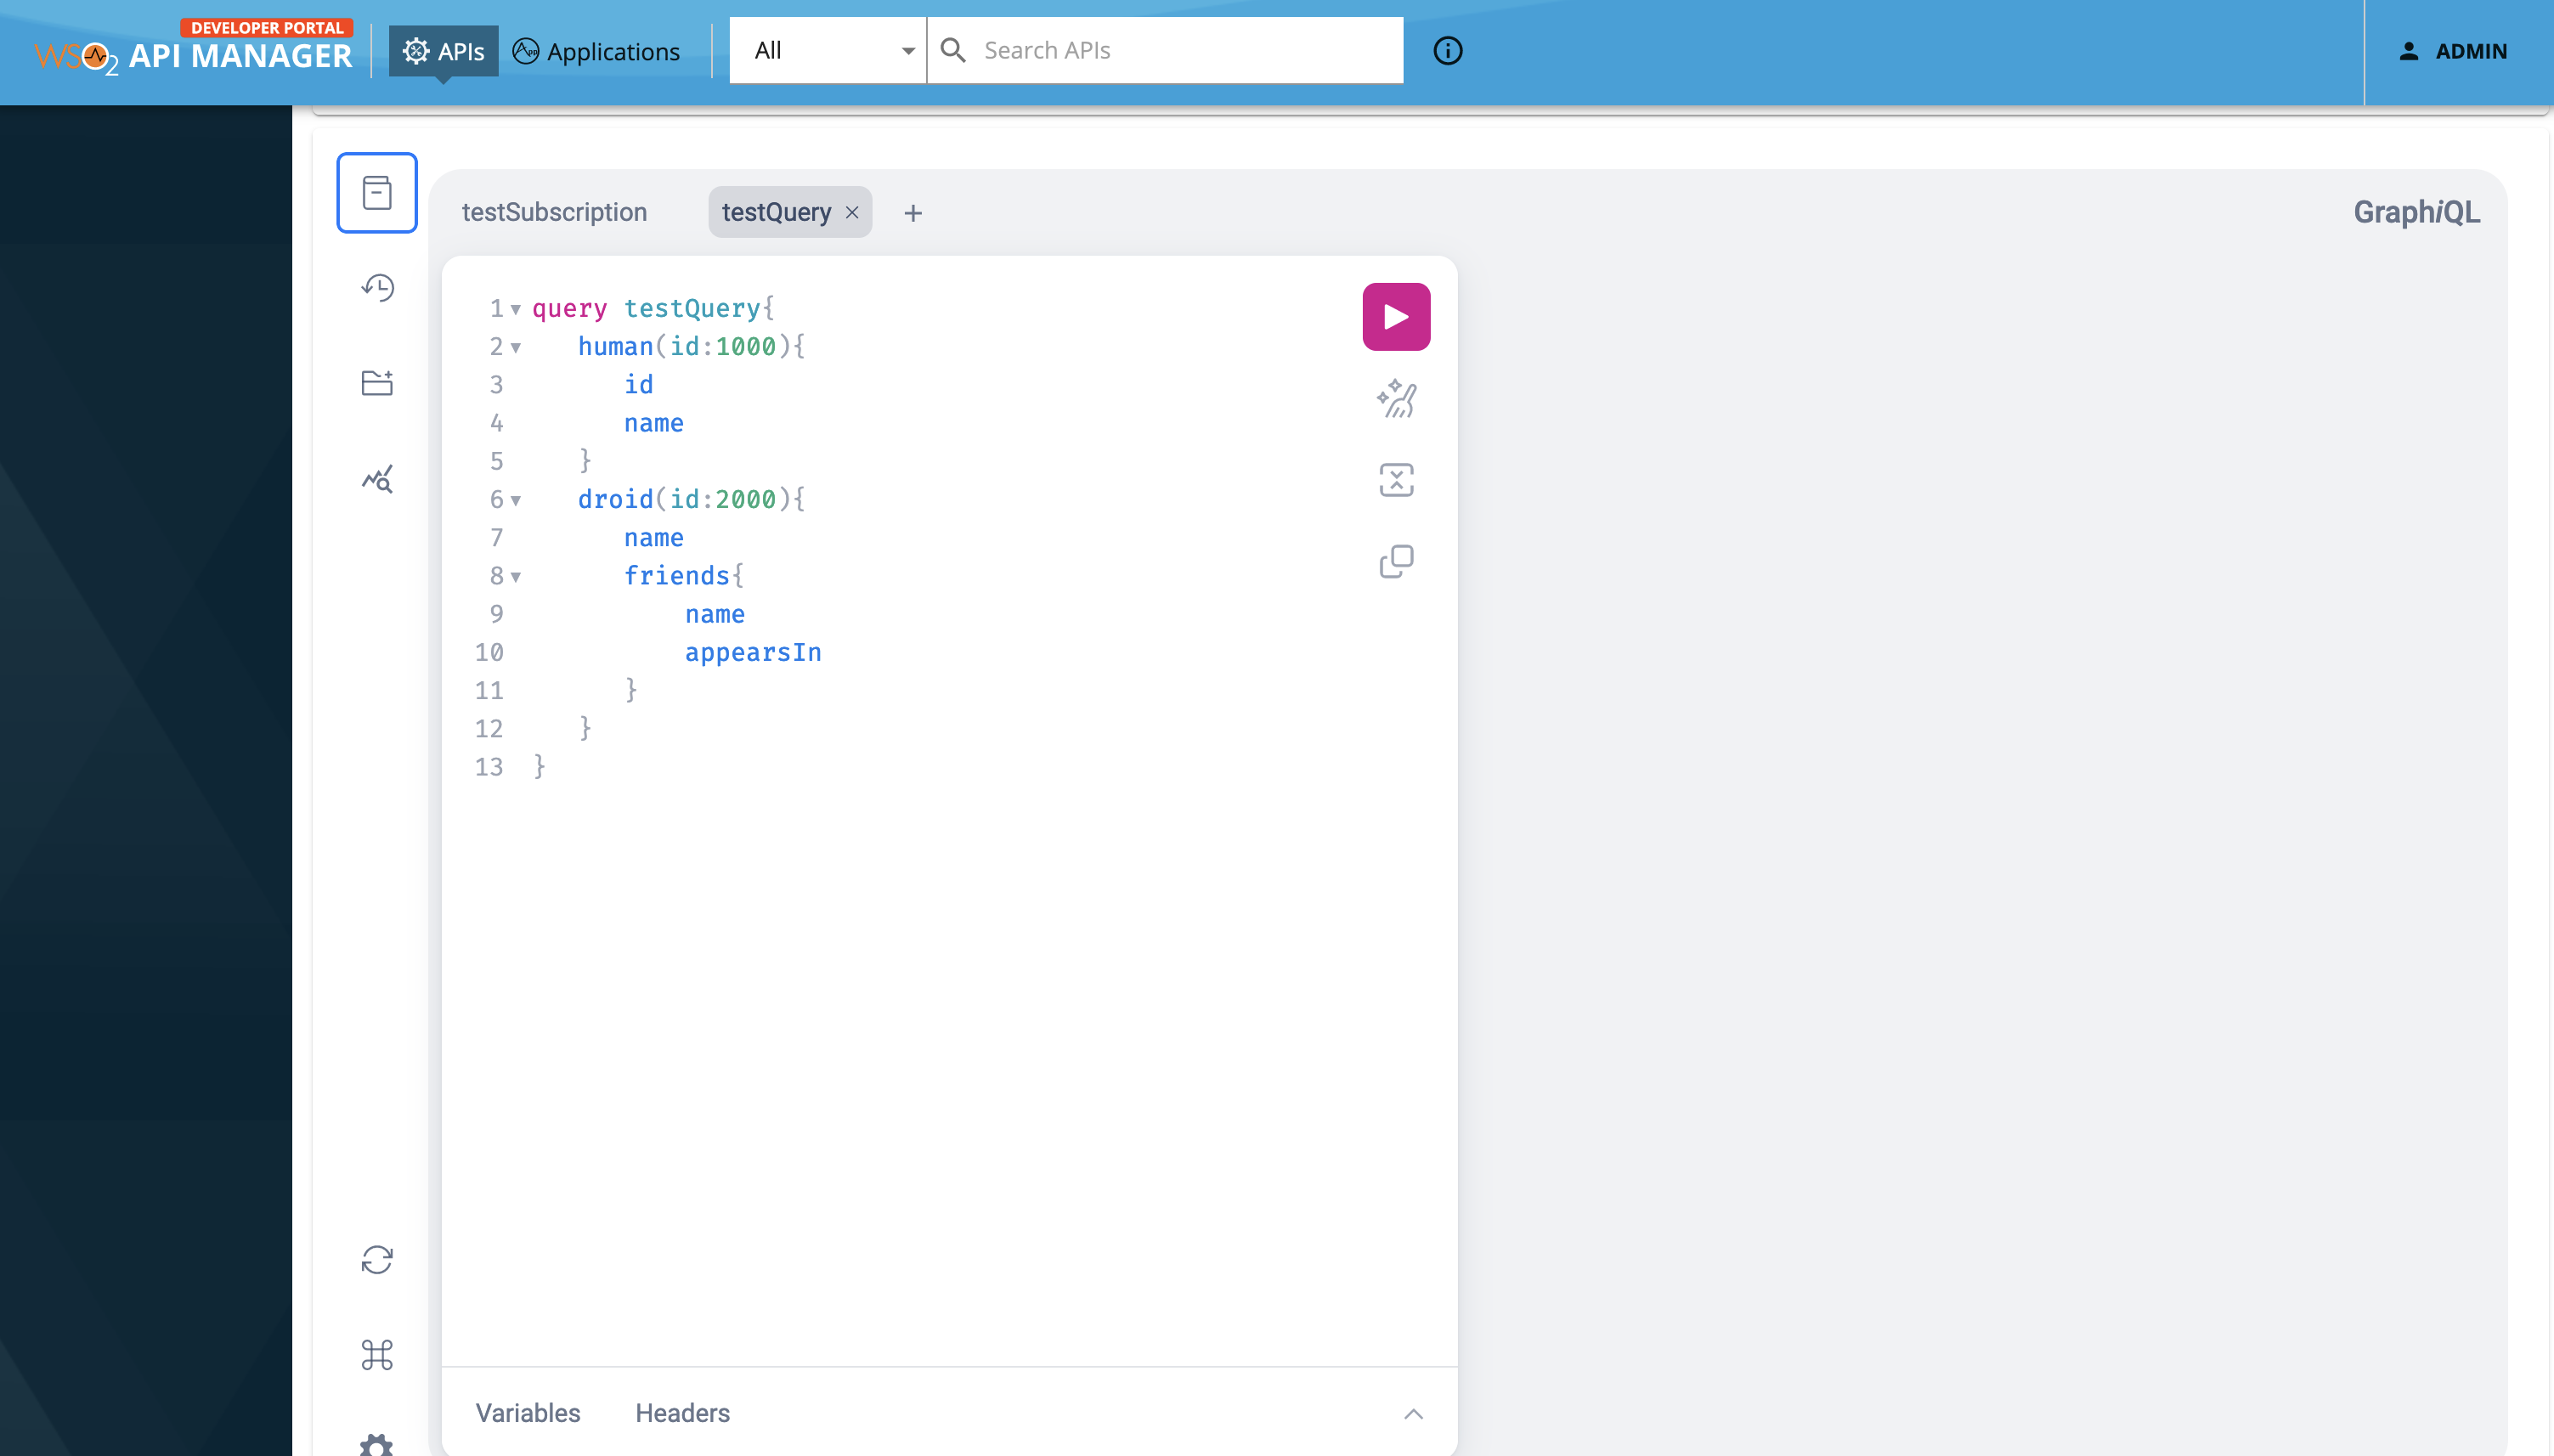 DEVELOPER PORTAL
WSO2 API MANAGER
APIs
Applications
All
Search APIs
ADMIN
testSubscription
testQuery
GraphiQL
1 query testQuery{
2 human(id:1000){
3 id
4 name
5 }
6 droid(id:2000){
7 name
8 friends{
9 name
10 appearsIn
11 }
12 }
13 }
Variables
Headers